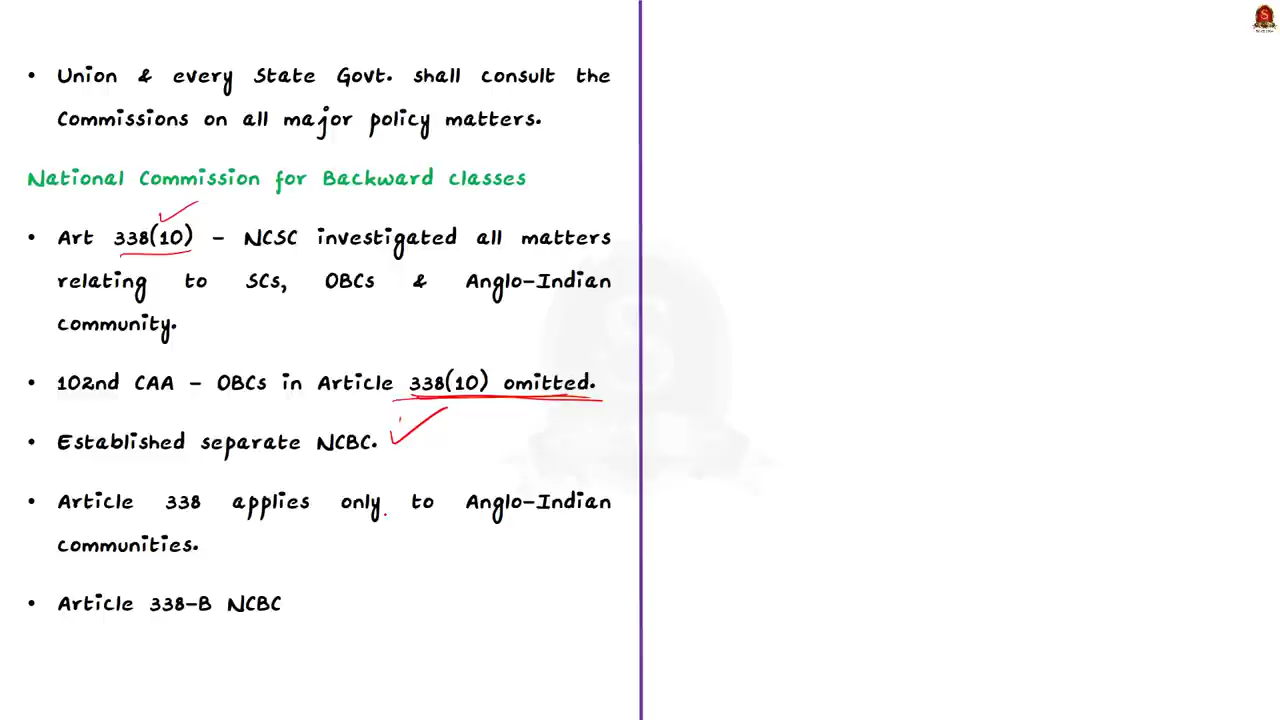 • Union & every State Govt. shall consult the
Commissions on all major policy matters.
National Commission for Backward classes
• Art 338(10) - NCSC investigated all matters
relating to SCs, OBCs & Anglo-Indian
community.
• 102nd CAA - OBCs in Article 338(10) omitted.
• Established separate NCBC.
• Article 338 applies only to Anglo-Indian
communities.
• Article 338-B NCBC